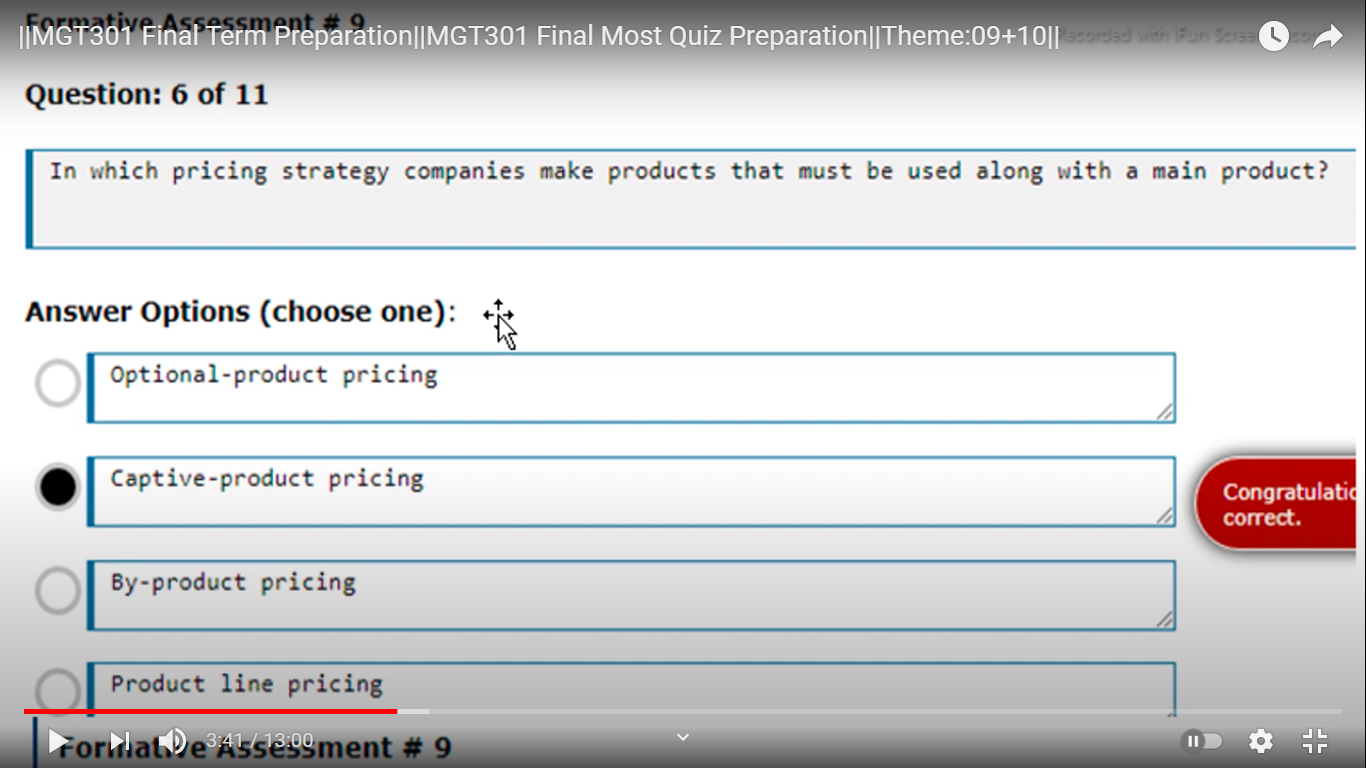 Formative Assessment # 9
||MGT301 Final Term Preparation||MGT301 Final Most Quiz Preparation||Theme:09+10||
Recorded with iFun Scree
Question: 6 of 11
In which pricing strategy companies make products that must be used along with a main product?
Answer Options (choose one):
Optional-product pricing
Captive-product pricing
Congratulatio
correct.
By-product pricing
Product line pricing
3:41 / 13:00
Formative Assessment # 9